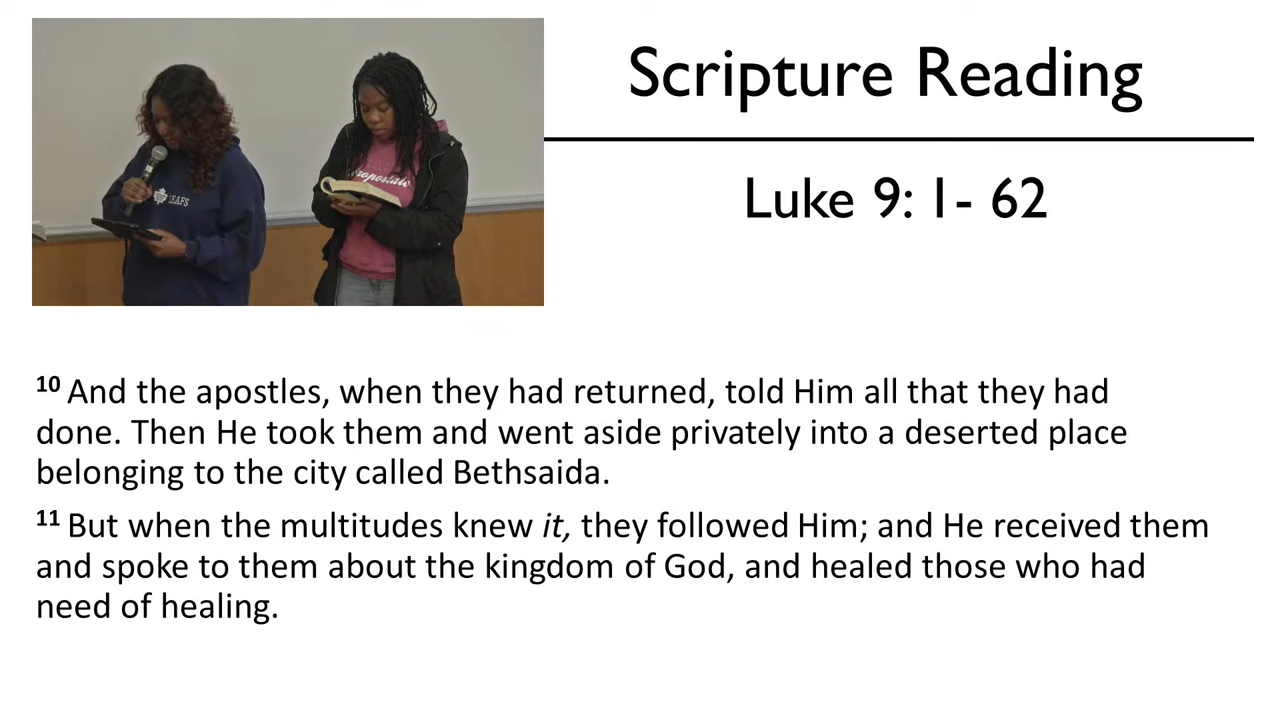 Scripture Reading
Luke 9: 1- 62
LEAFS
Aeropostale
10 And the apostles, when they had returned, told Him all that they had
done. Then He took them and went aside privately into a deserted place
belonging to the city called Bethsaida.
11 But when the multitudes knew it, they followed Him; and He received them
and spoke to them about the kingdom of God, and healed those who had
need of healing.